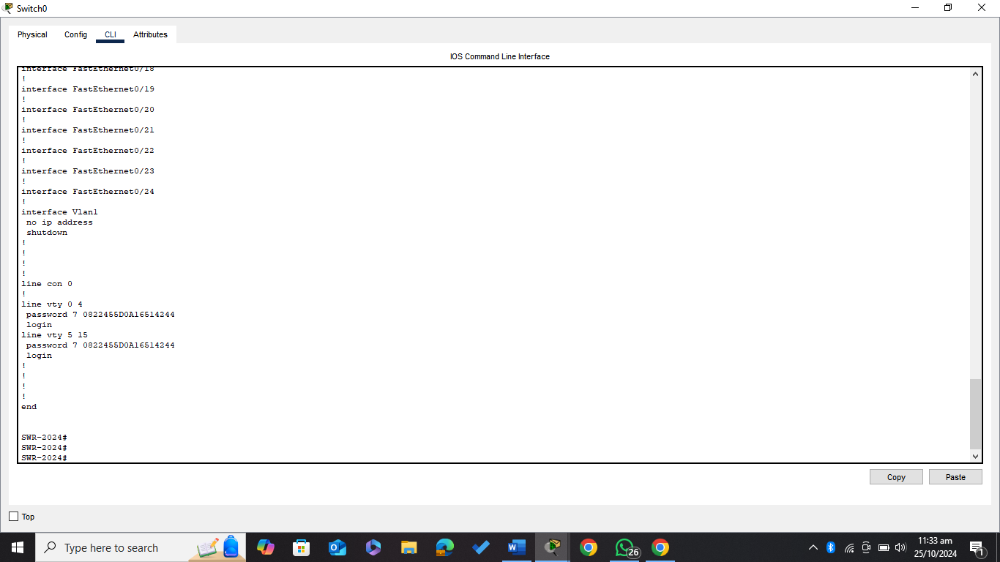 Switch0
Physical Config CLI Attributes
IOS Command Line Interface
interface FastEthernet0/18
!
interface FastEthernet0/19
!
interface FastEthernet0/20
!
interface FastEthernet0/21
!
interface FastEthernet0/22
!
interface FastEthernet0/23
!
interface FastEthernet0/24
!
interface Vlan1
 no ip address
 shutdown
!
!
!
!
line con 0
!
line vty 0 4
 password 7 0822455D0A16514244
 login
line vty 5 15
 password 7 0822455D0A16514244
 login
!
!
!
!
end
SWR-2024#
SWR-2024#
SWR-2024#
Copy Paste
Top
Type here to search
26
11:33 am
25/10/2024
1